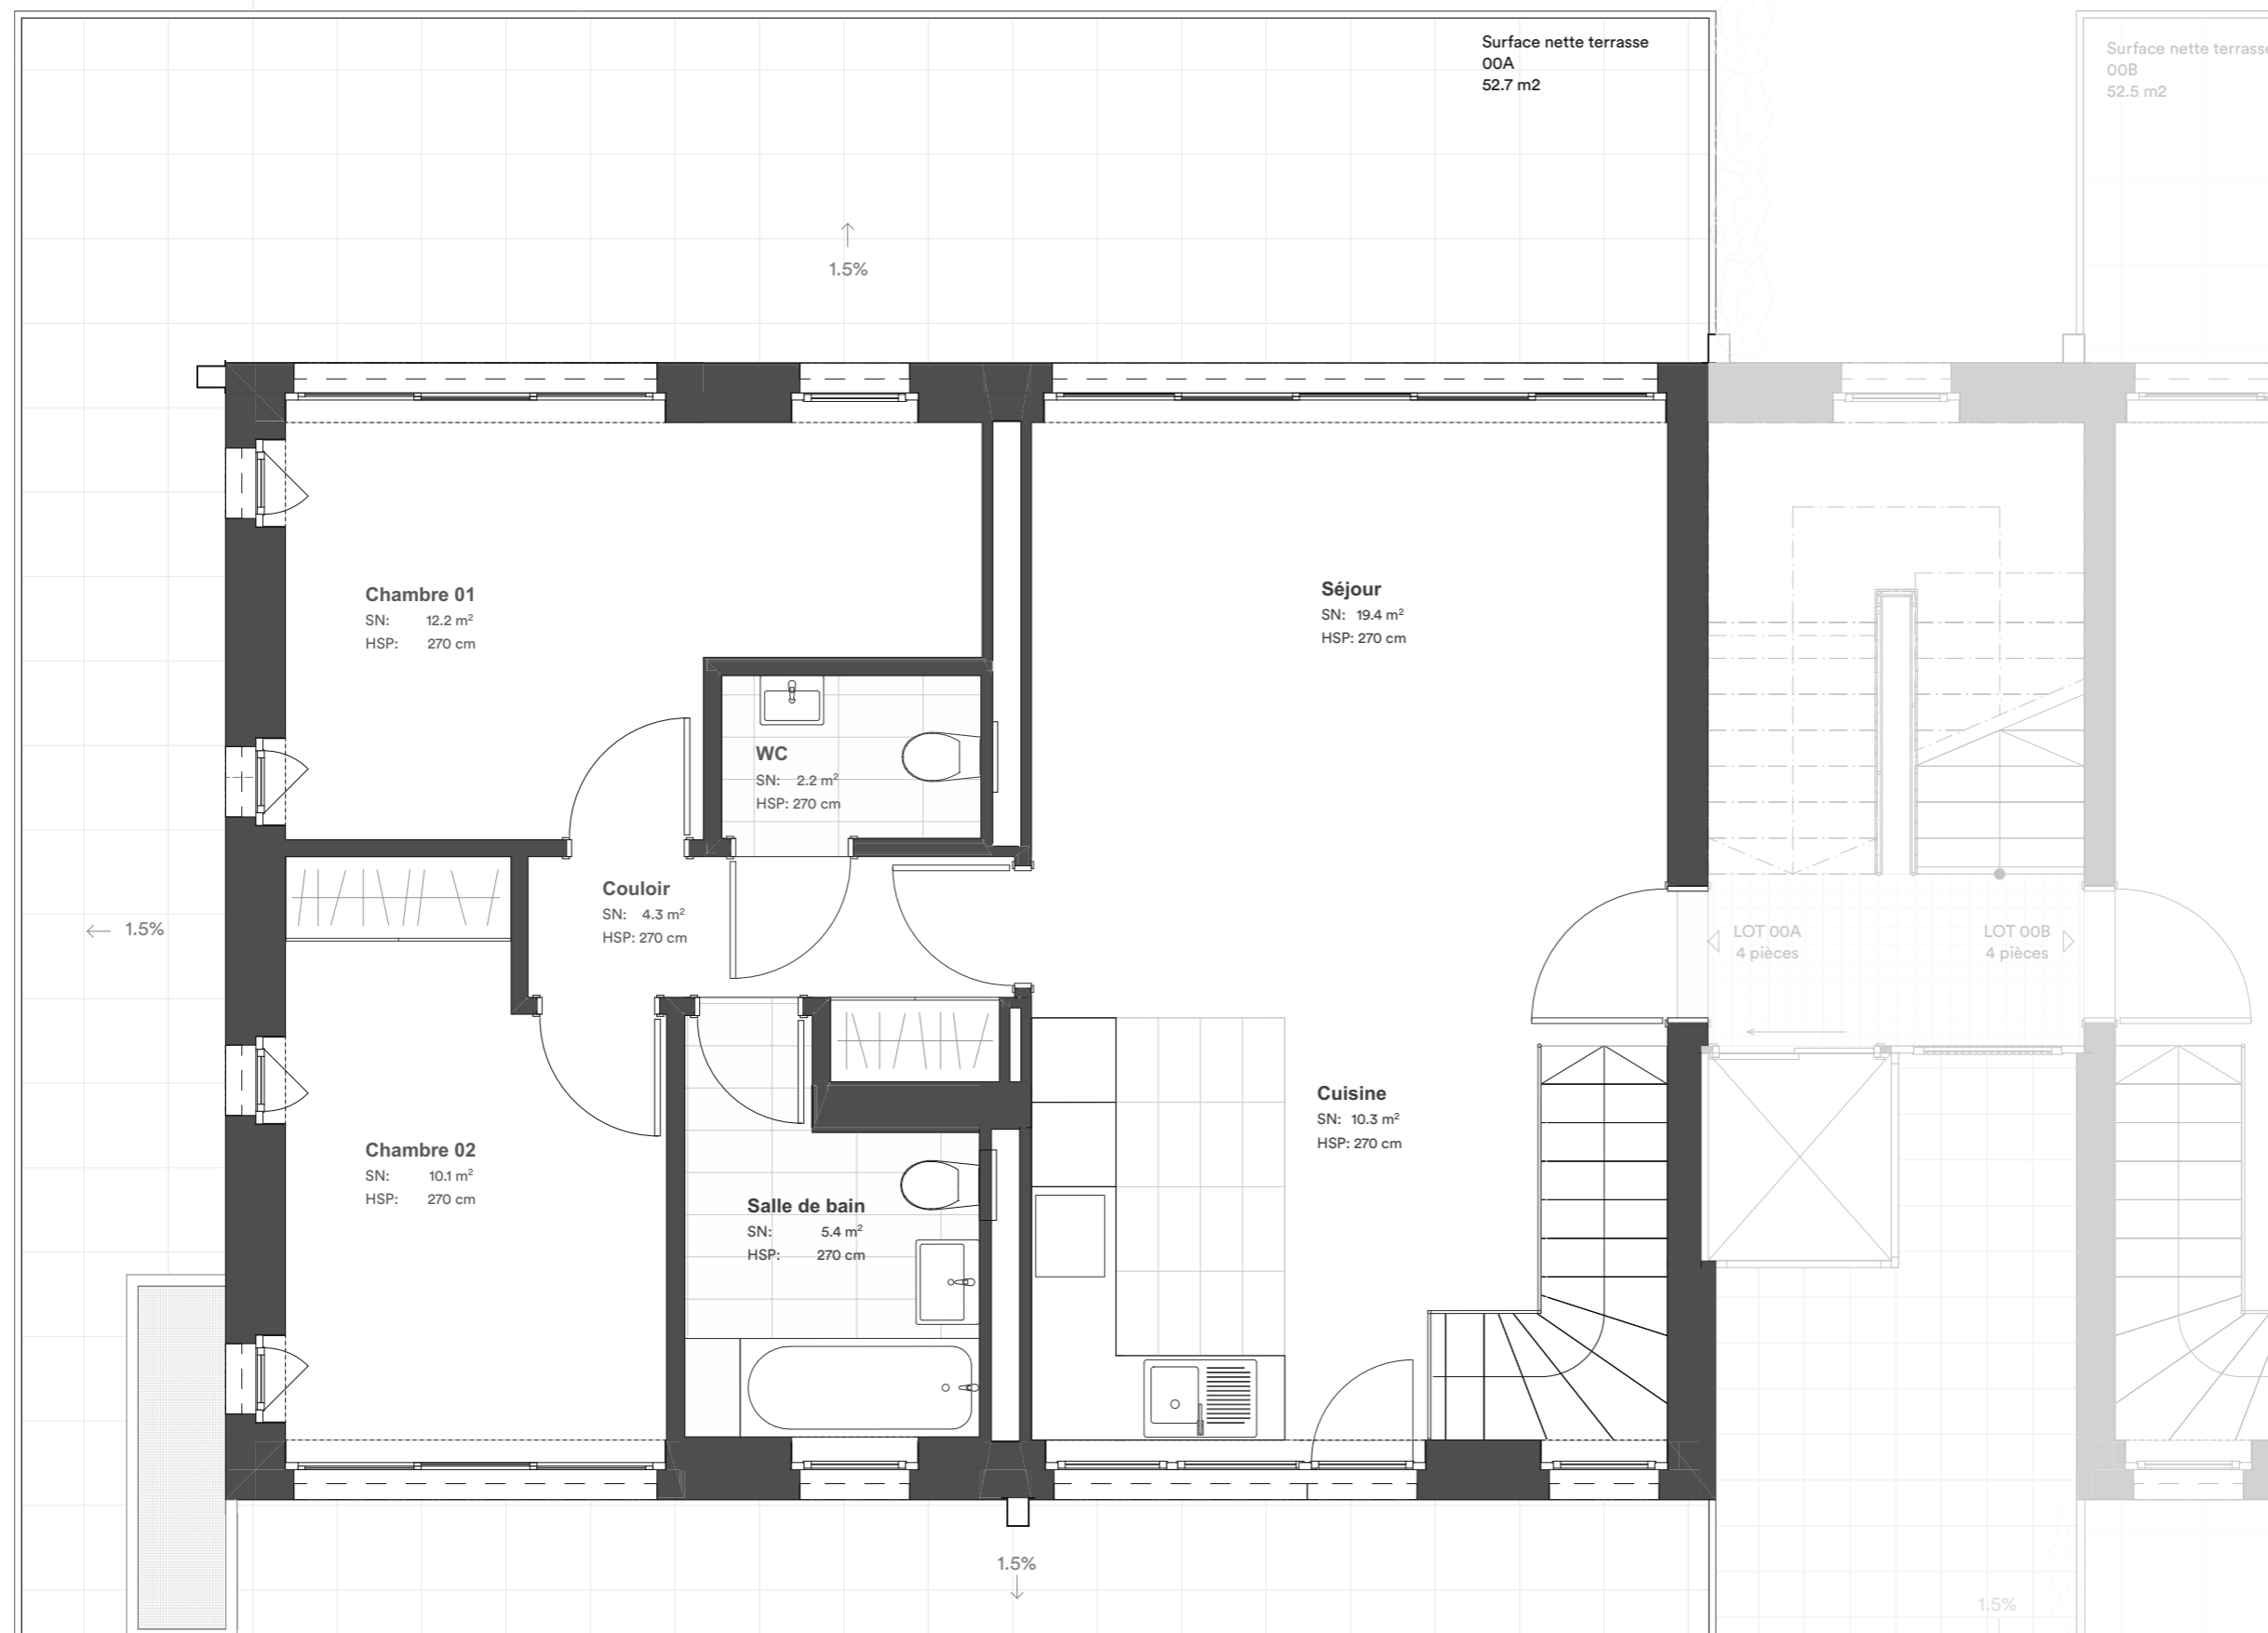 Surface nette terrasse
00A
52.7 m2
Surface nette terrasse
00B
52.5 m2
1.5%
Chambre 01
SN: 12.2 m²
HSP: 270 cm
Séjour
SN: 19.4 m²
HSP: 270 cm
WC
SN: 2.2 m²
HSP: 270 cm
Couloir
SN: 4.3 m²
HSP: 270 cm
1.5%
LOT 00A
4 pièces
LOT 00B
4 pièces
Cuisine
SN: 10.3 m²
HSP: 270 cm
Chambre 02
SN: 10.1 m²
HSP: 270 cm
Salle de bain
SN: 5.4 m²
HSP: 270 cm
1.5%
1.5%